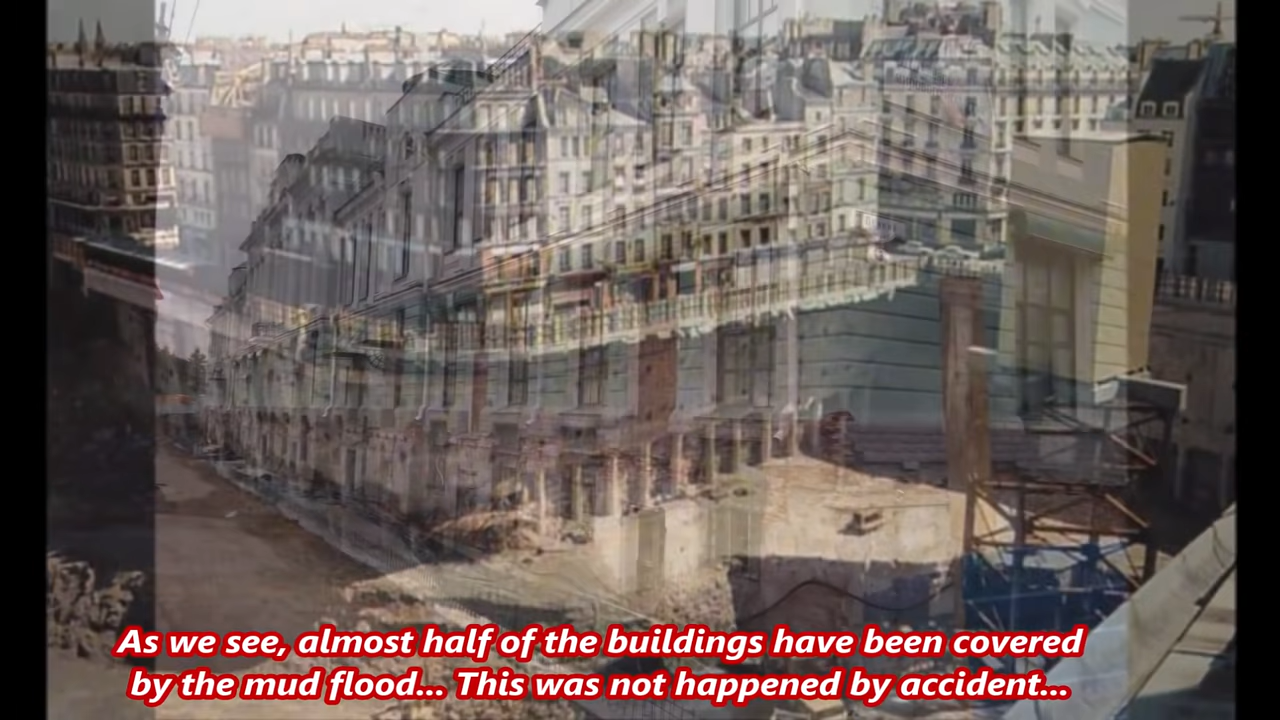 As we see, almost half of the buildings have been covered
by the mud flood... This was not happened by accident...